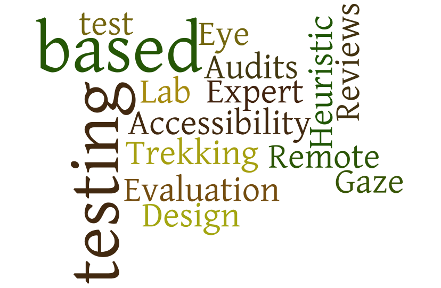 test
based
Eye
Audits
Lab
Expert
Accessibility
Heuristic
Reviews
testing
Trekking
Remote
Evaluation
Gaze
Design